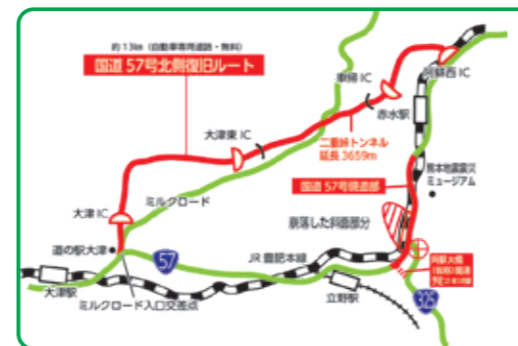 約13km（自動車専用道路・無料）
国道57号北側復旧ルート
車帰IC
阿蘇西IC
赤水駅
大津東IC
二重峠トンネル
延長3659m
国道57号現道部
熊本地震震災
ミュージアム
ミルクロード
大津IC
崩落した斜面部分
道の駅大津
57
JR豊肥本線
阿蘇大橋
大津駅
ミルクロード入口交差点
立野駅
325